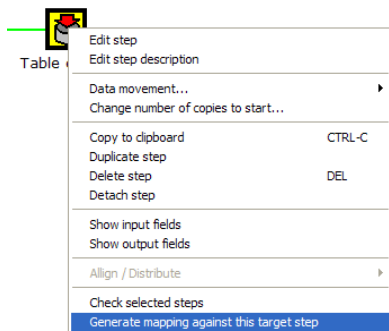 Table
Edit step
Edit step description
Data movement...
Change number of copies to start...
Copy to clipboard CTRL-C
Duplicate step
Delete step DEL
Detach step
Show input fields
Show output fields
Allign / Distribute
Check selected steps
Generate mapping against this target step